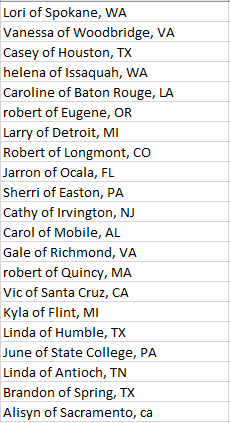 Lori of Spokane, WA
Vanessa of Woodbridge, VA
Casey of Houston, TX
helena of Issaquah, WA
Caroline of Baton Rouge, LA
robert of Eugene, OR
Larry of Detroit, MI
Robert of Longmont, CO
Jarron of Ocala, FL
Sherri of Easton, PA
Cathy of Irvington, NJ
Carol of Mobile, AL
Gale of Richmond, VA
robert of Quincy, MA
Vic of Santa Cruz, CA
Kyla of Flint, MI
Linda of Humble, TX
June of State College, PA
Linda of Antioch, TN
Brandon of Spring, TX
Alisyn of Sacramento, ca